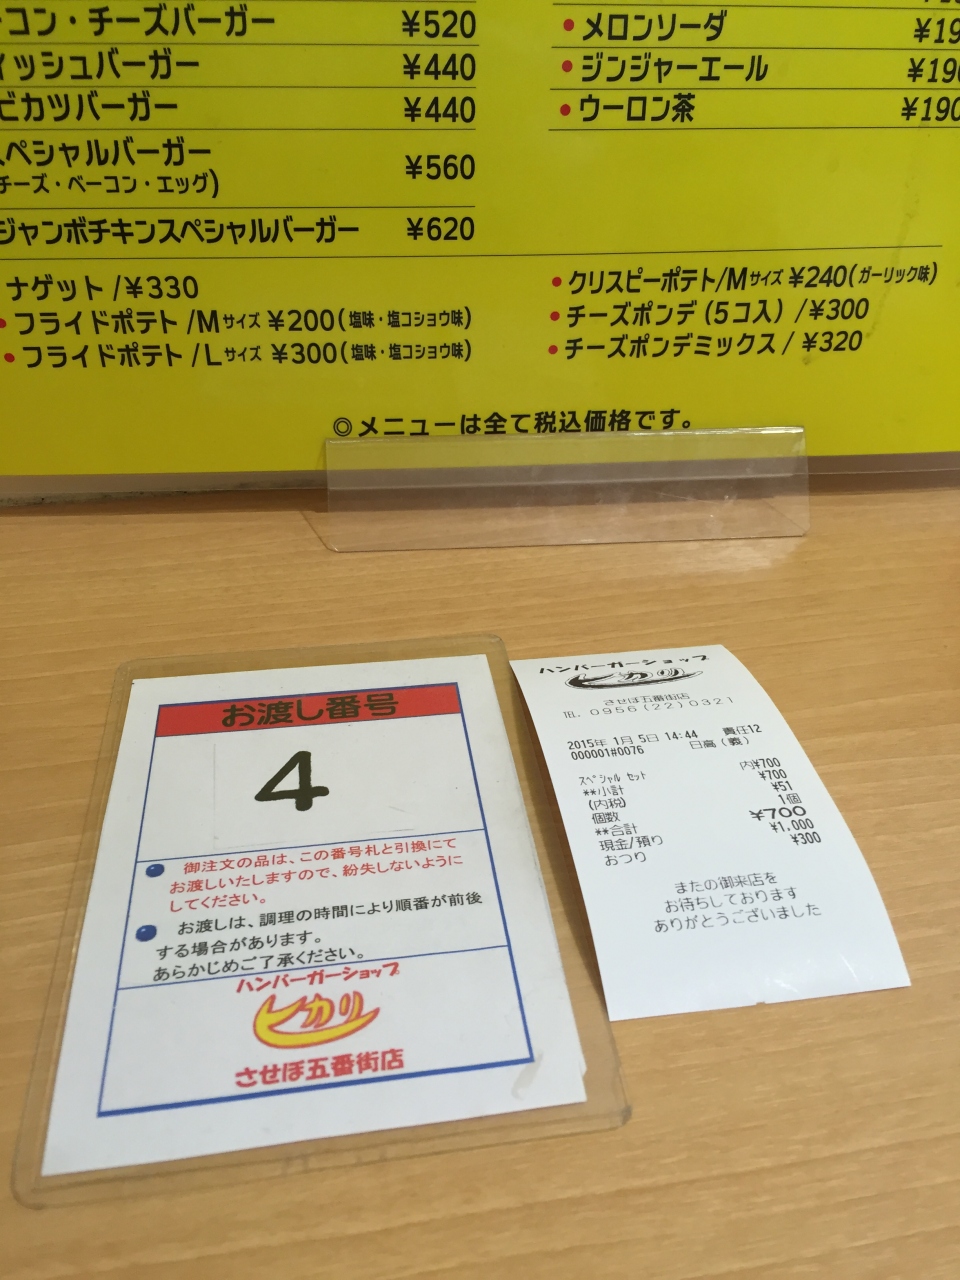 コン・チーズバーガー ¥520
ィッシュバーガー ¥440
ビカツバーガー ¥440
ペシャルバーガー ¥560
チーズ・ベーコン・エッグ)
ジャンボチキンスペシャルバーガー ¥620
・メロンソーダ ¥19
・ジンジャーエール ¥190
・ウーロン茶 ¥190
ナゲット/¥330
・フライドポテト/Mサイズ ¥200(塩味・塩コショウ味)
・フライドポテト/Lサイズ ¥300(塩味・塩コショウ味)
・クリスピーポテト/Mサイズ ¥240(ガーリック味)
・チーズポンデ(5コ入)/¥300
・チーズポンデミックス/¥320
◎メニューは全て税込価格です。
お渡し番号
4
御注文の品は、この番号札と引換にて
お渡しいたしますので、紛失しないように
してください。
お渡しは、調理の時間により順番が前後
する場合があります。
あらかじめご了承ください。
ハンバーガーショップ
ヒカリ
させぼ五番街店
ハンバーガーショップ
ヒカリ
させぼ五番街店
TEL. 0956(22)0321
2015年 1月 5日 14:44 責任12
000001#0076 日高(義)
スペシャル セット 内¥700
**小計 ¥700
(内税) ¥51
個数 1個
**合計 ¥700
現金/預り ¥1,000
おつり ¥300
またの御来店を
お待ちしております
ありがとうございました